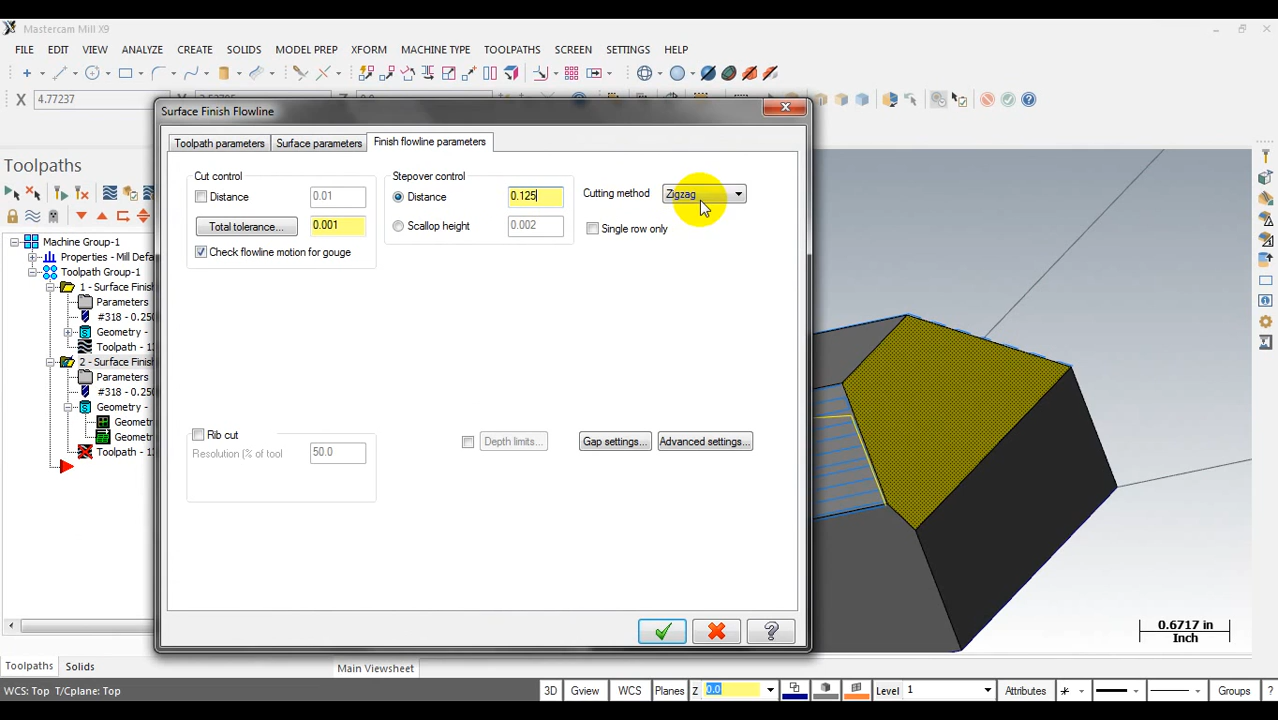 Mastercam Mill X9
FILE EDIT VIEW ANALYZE CREATE SOLIDS MODEL PREP XFORM MACHINE TYPE TOOLPATHS SCREEN SETTINGS HELP
X 4.77237
Surface Finish Flowline
Toolpath parameters Surface parameters Finish flowline parameters
Cut control
Distance 0.01
Total tolerance... 0.001
Check flowline motion for gouge
Stepover control
Distance 0.125
Scallop height 0.002
Cutting method Zigzag
Single row only
Rib cut
Resolution (% of tool 50.0
Depth limits... Gap settings... Advanced settings...
Toolpaths
Machine Group-1
Properties - Mill Defa
Toolpath Group-1
1 - Surface Finish
Parameters
#318 - 0.250
Geometry -
Toolpath - 1
2 - Surface Finish
Parameters
#318 - 0.250
Geometry -
Geomet
Geomet
Toolpath - 1
Toolpaths Solids
Main Viewsheet
0.6717 in
Inch
WCS: Top T/Cplane: Top
3D Gview WCS Planes Z 0.0 Level 1 Attributes Groups ?